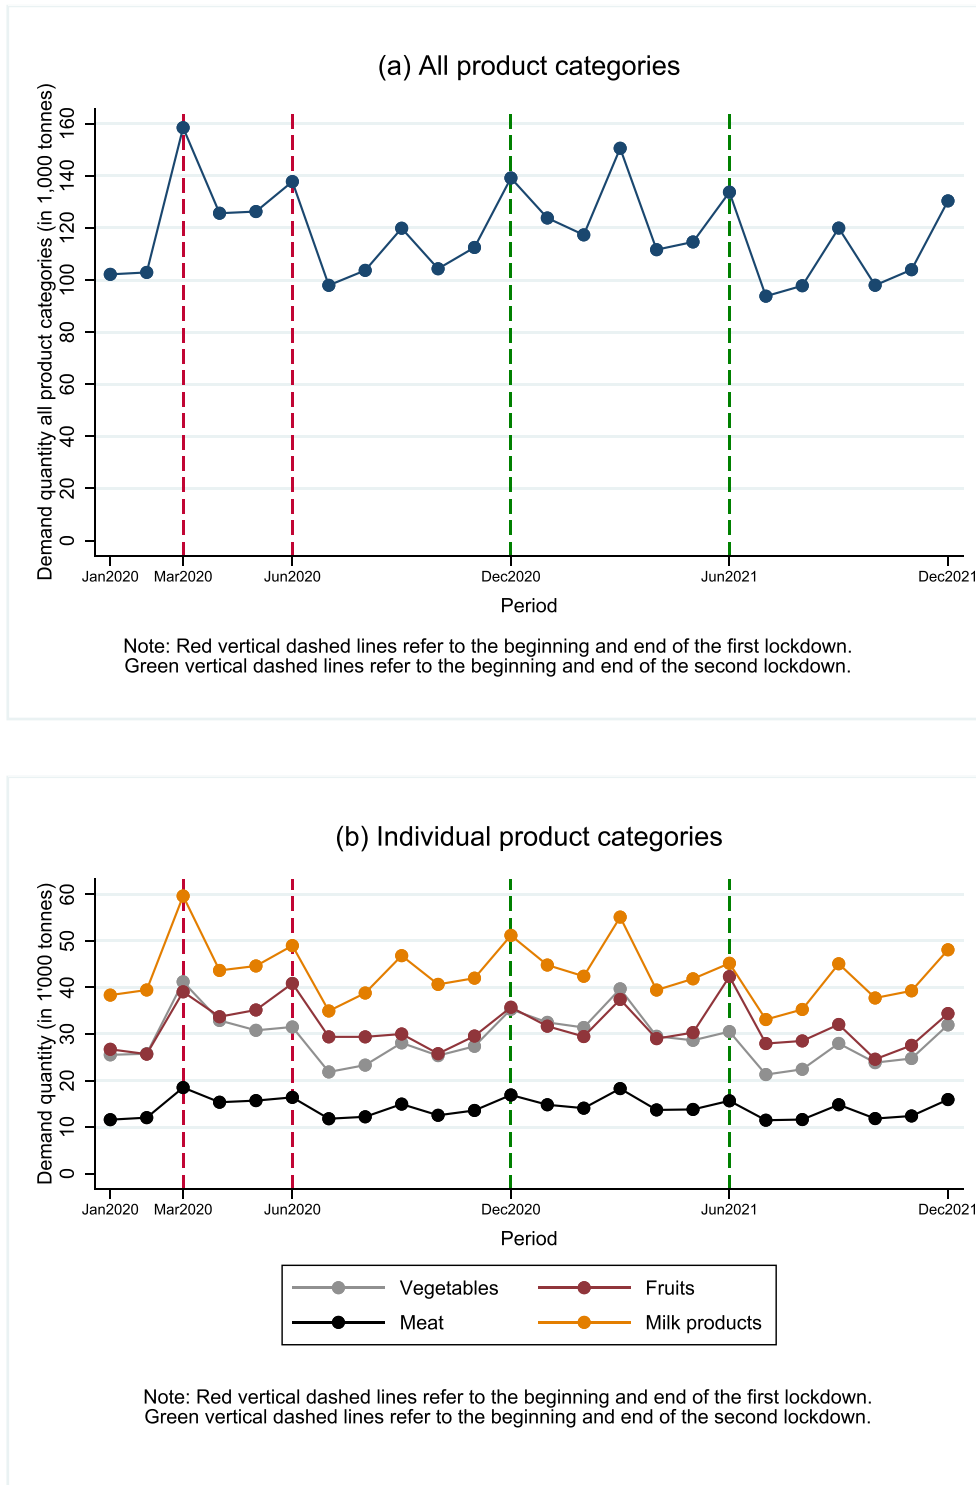 (a) All product categories
Demand quantity all product categories (in 1,000 tonnes)
160
140
120
100
80
60
40
20
0
Jan2020 Mar2020 Jun2020 Dec2020 Jun2021 Dec2021
Period
Note: Red vertical dashed lines refer to the beginning and end of the first lockdown.
Green vertical dashed lines refer to the beginning and end of the second lockdown.
(b) Individual product categories
Demand quantity (in 1'000 tonnes)
60
50
40
30
20
10
0
Jan2020 Mar2020 Jun2020 Dec2020 Jun2021 Dec2021
Period
Vegetables Fruits
Meat Milk products
Note: Red vertical dashed lines refer to the beginning and end of the first lockdown.
Green vertical dashed lines refer to the beginning and end of the second lockdown.